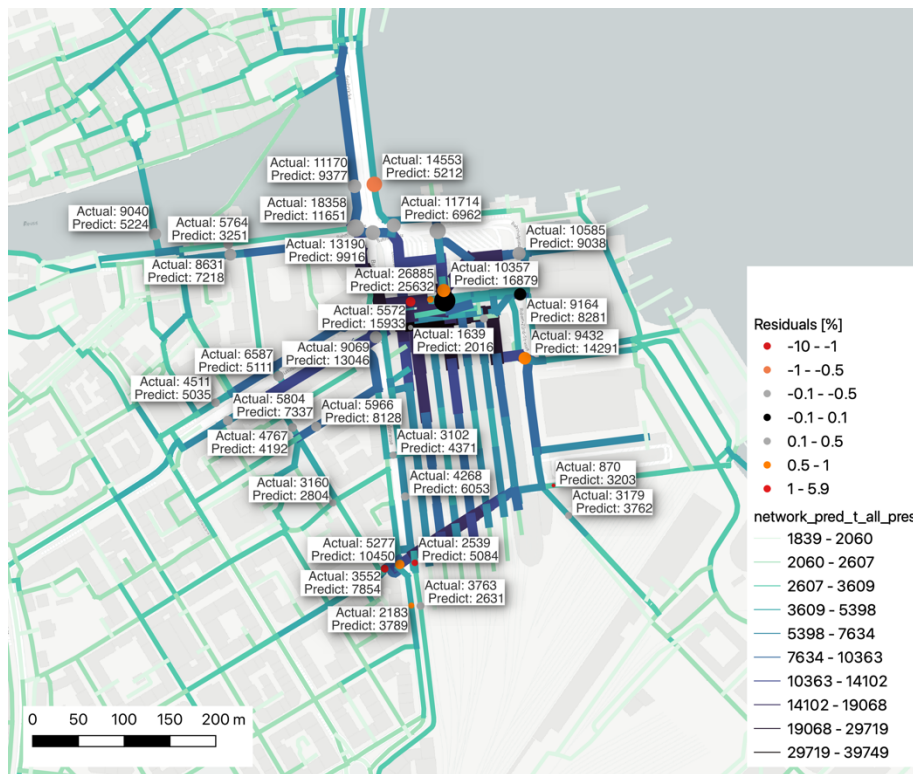 Actual: 11170
Predict: 9377
Actual: 14553
Predict: 5212
Actual: 18358
Predict: 11651
Actual: 11714
Predict: 6962
Actual: 9040
Predict: 5224
Actual: 5764
Predict: 3251
Actual: 13190
Predict: 9916
Actual: 10585
Predict: 9038
Actual: 8631
Predict: 7218
Actual: 26885
Predict: 25632
Actual: 10357
Predict: 16879
Actual: 5572
Predict: 15933
Actual: 9164
Predict: 8281
Actual: 1639
Predict: 2016
Actual: 9432
Predict: 14291
Actual: 9069
Predict: 13046
Actual: 6587
Predict: 5111
Actual: 4511
Predict: 5035
Actual: 5804
Predict: 7337
Actual: 5966
Predict: 8128
Actual: 4767
Predict: 4192
Actual: 3102
Predict: 4371
Actual: 3160
Predict: 2804
Actual: 4268
Predict: 6053
Actual: 870
Predict: 3203
Actual: 3179
Predict: 3762
Actual: 5277
Predict: 10450
Actual: 2539
Predict: 5084
Actual: 3552
Predict: 7854
Actual: 3763
Predict: 2631
Actual: 2183
Predict: 3789
Residuals [%]
-10 - -1
-1 - -0.5
-0.1 - -0.5
-0.1 - 0.1
0.1 - 0.5
0.5 - 1
1 - 5.9
network_pred_t_all_pres
1839 - 2060
2060 - 2607
2607 - 3609
3609 - 5398
5398 - 7634
7634 - 10363
10363 - 14102
14102 - 19068
19068 - 29719
29719 - 39749
0 50 100 150 200 m